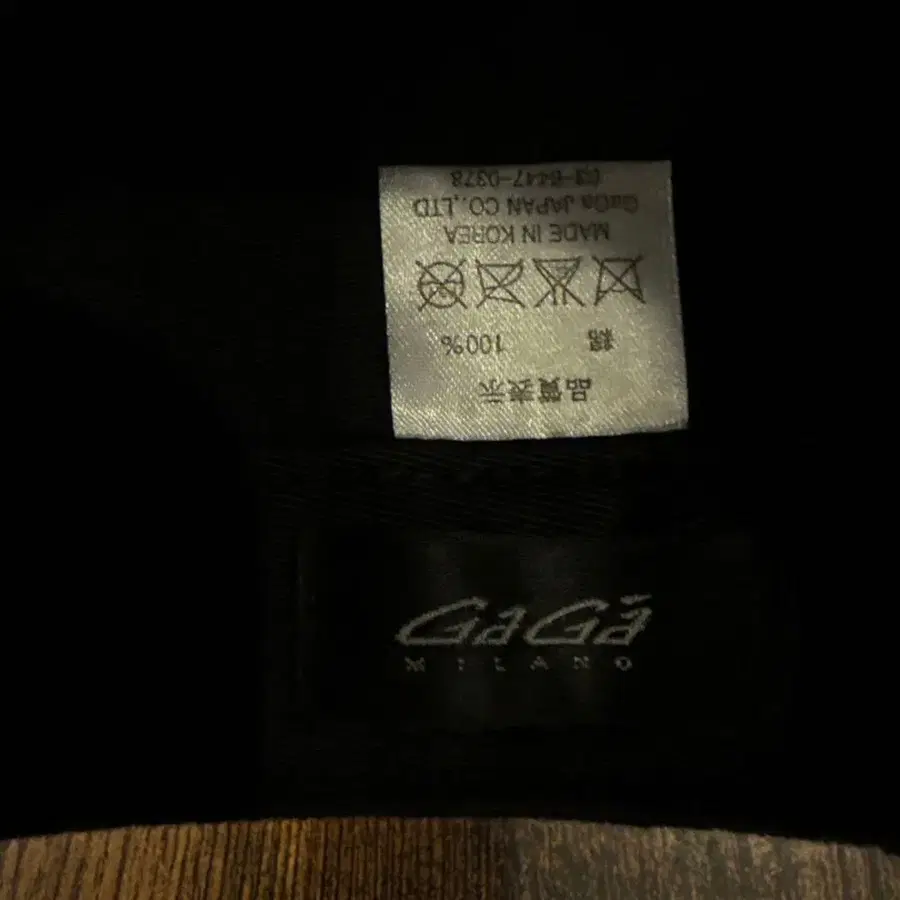 品質表示
綿 100%
MADE IN KOREA
GaGa JAPAN CO.,LTD
03-6447-0378
GaGà
MILANO